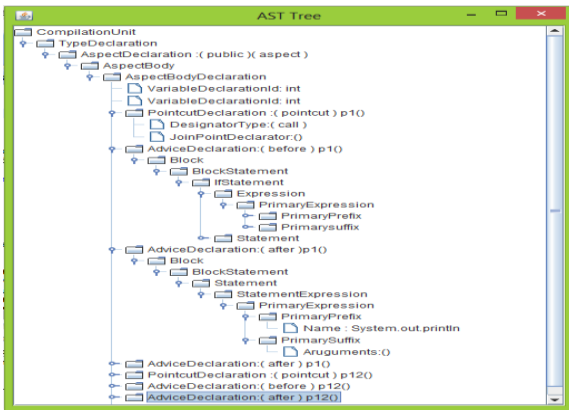 AST Tree
CompilationUnit
TypeDeclaration
AspectDeclaration :( public )( aspect )
AspectBody
AspectBodyDeclaration
VariableDeclarationId: int
VariableDeclarationId: int
PointcutDeclaration :( pointcut ) p1()
DesignatorType:( call )
JoinPointDeclarator:()
AdviceDeclaration:( before ) p1()
Block
BlockStatement
IfStatement
Expression
PrimaryExpression
PrimaryPrefix
Primarysuffix
Statement
AdviceDeclaration:( after )p1()
Block
BlockStatement
Statement
StatementExpression
PrimaryExpression
PrimaryPrefix
Name : System.out.println
PrimarySuffix
Aruguments:()
AdviceDeclaration:( after ) p1()
PointcutDeclaration :( pointcut ) p12()
AdviceDeclaration:( before ) p12()
AdviceDeclaration:( after ) p12()